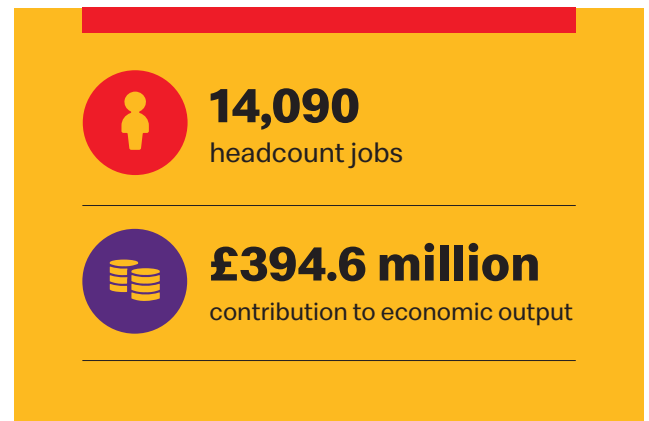 14,090
headcount jobs
£394.6 million
contribution to economic output